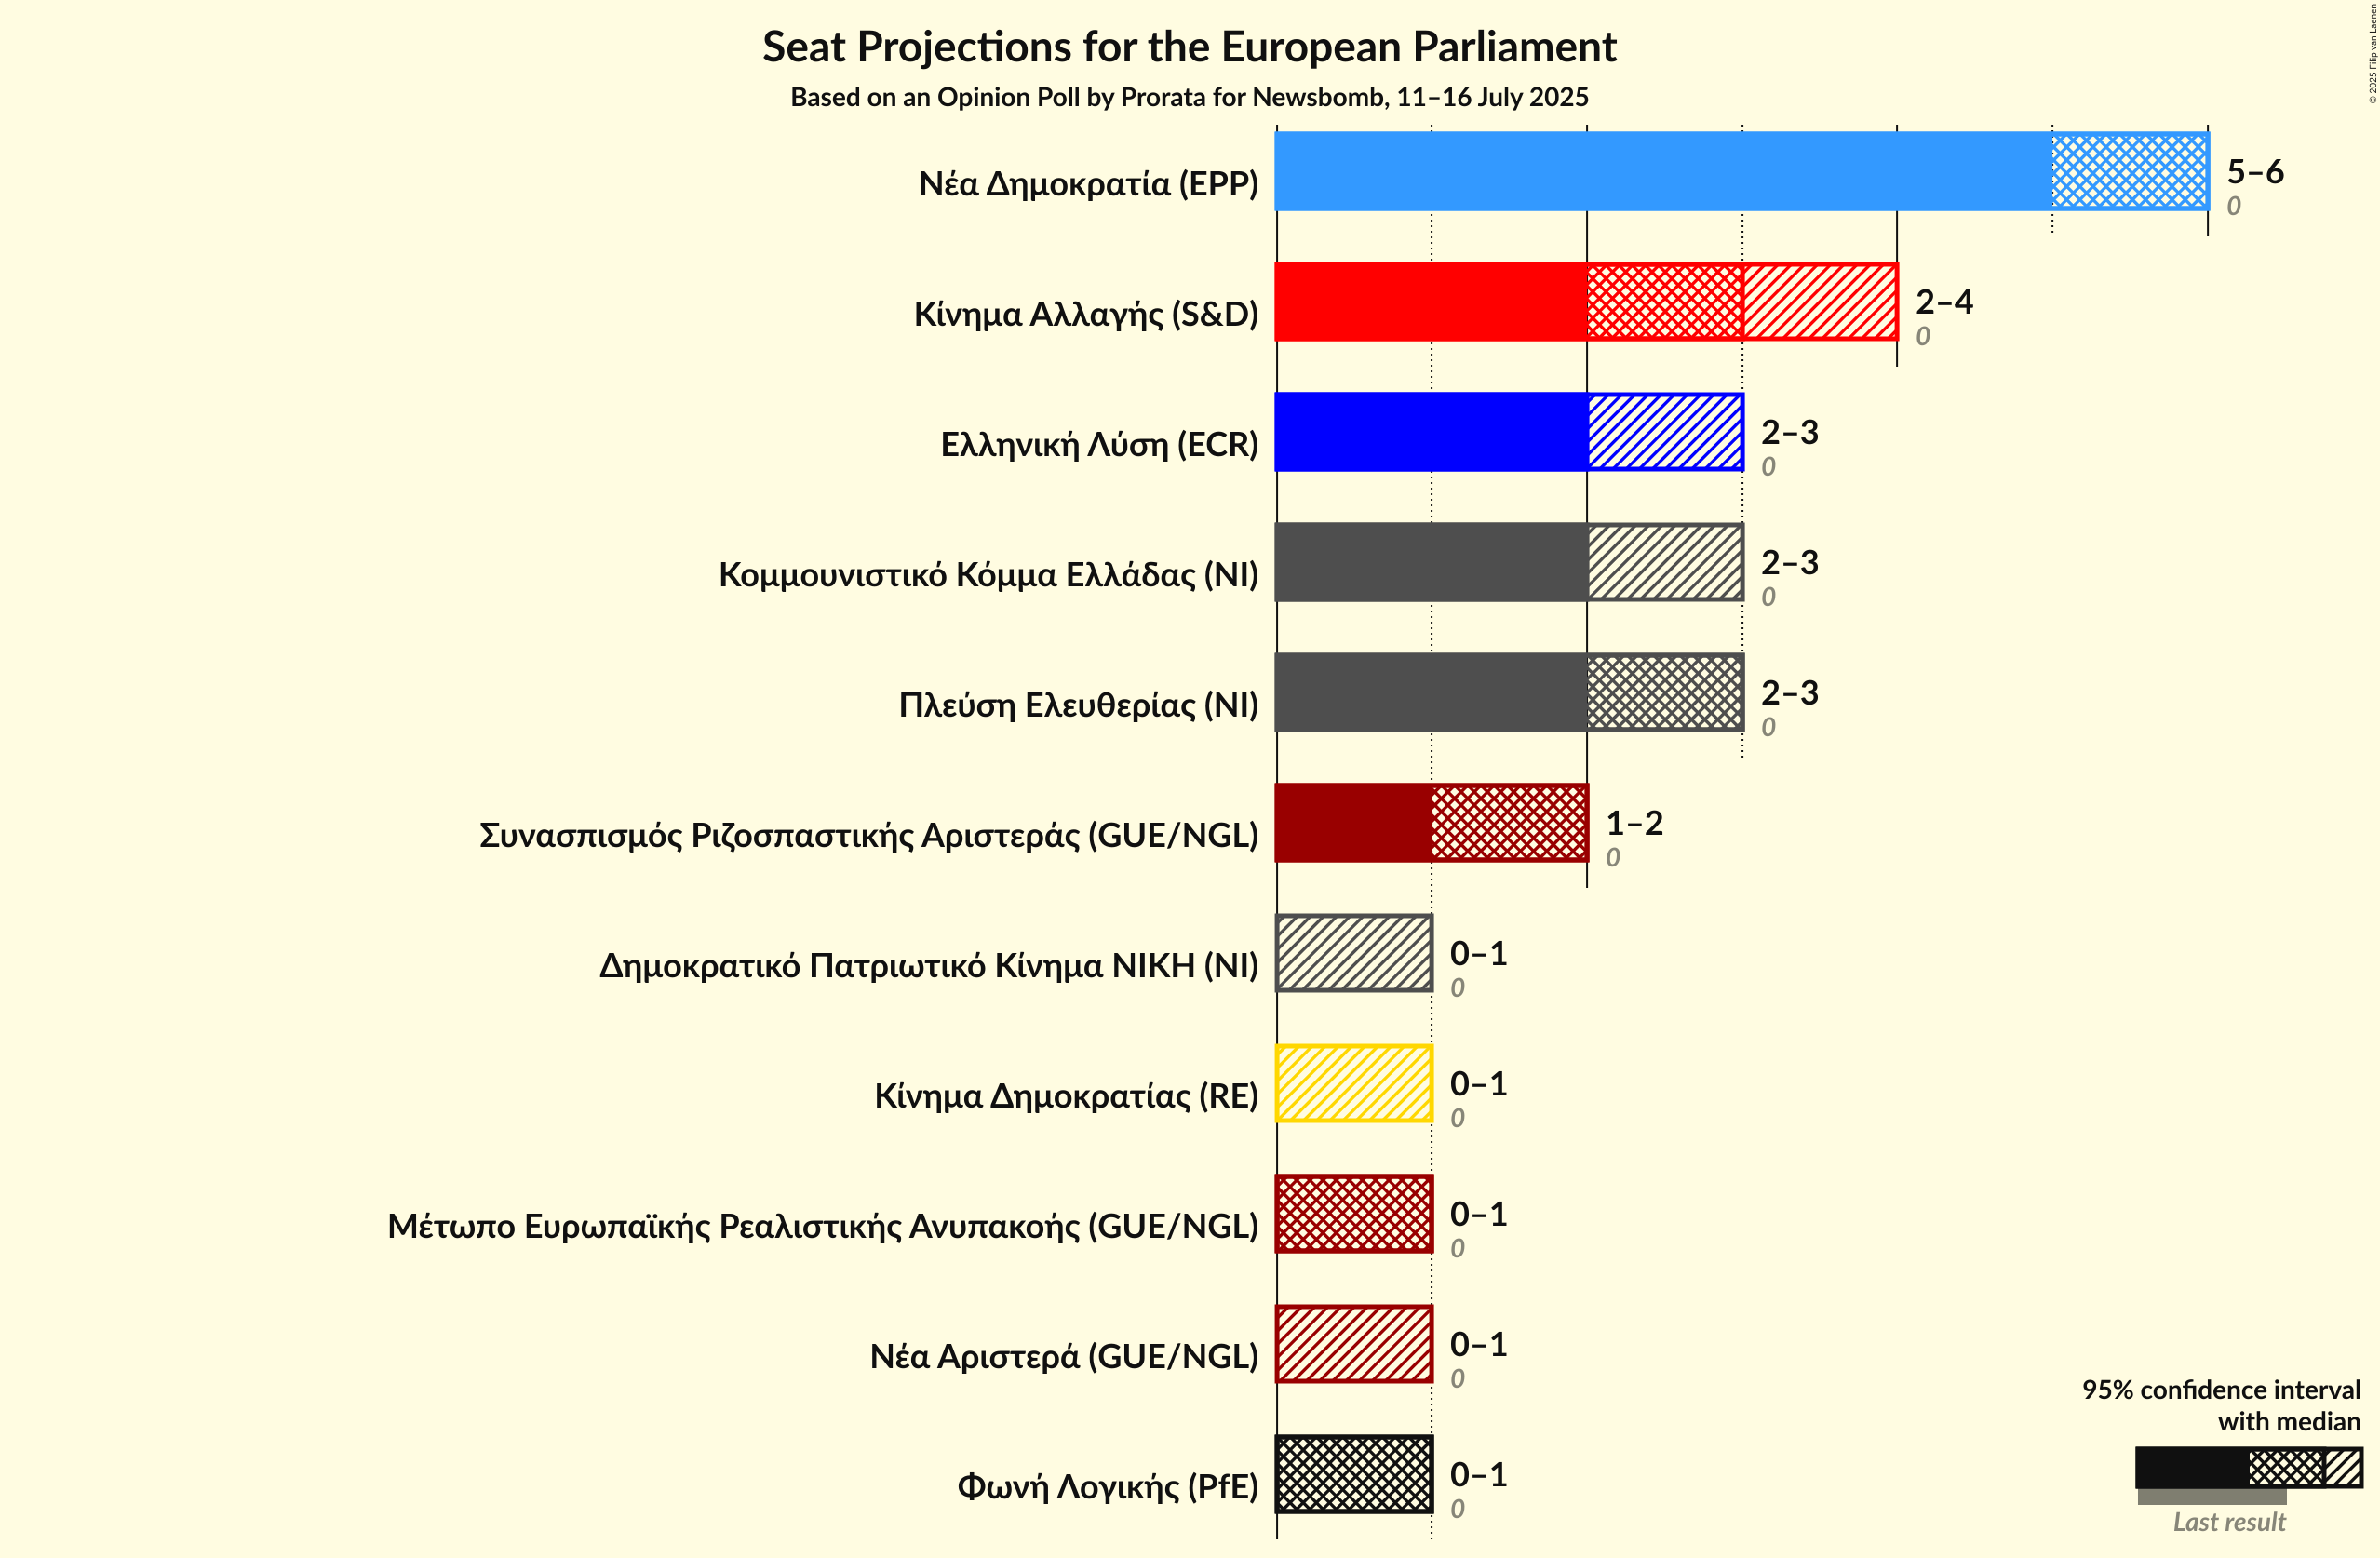 Seat Projections for the European Parliament
Based on an Opinion Poll by Prorata for Newsbomb, 11–16 July 2025
© 2025 Filip van Laenen
Νέα Δημοκρατία (EPP)
5–6
0
Κίνημα Αλλαγής (S&D)
2–4
0
Ελληνική Λύση (ECR)
2–3
0
Κομμουνιστικό Κόμμα Ελλάδας (NI)
2–3
0
Πλεύση Ελευθερίας (NI)
2–3
0
Συνασπισμός Ριζοσπαστικής Αριστεράς (GUE/NGL)
1–2
0
Δημοκρατικό Πατριωτικό Κίνημα ΝΙΚΗ (NI)
0–1
0
Κίνημα Δημοκρατίας (RE)
0–1
0
Μέτωπο Ευρωπαϊκής Ρεαλιστικής Ανυπακοής (GUE/NGL)
0–1
0
Νέα Αριστερά (GUE/NGL)
0–1
0
Φωνή Λογικής (PfE)
0–1
0
95% confidence interval
with median
Last result